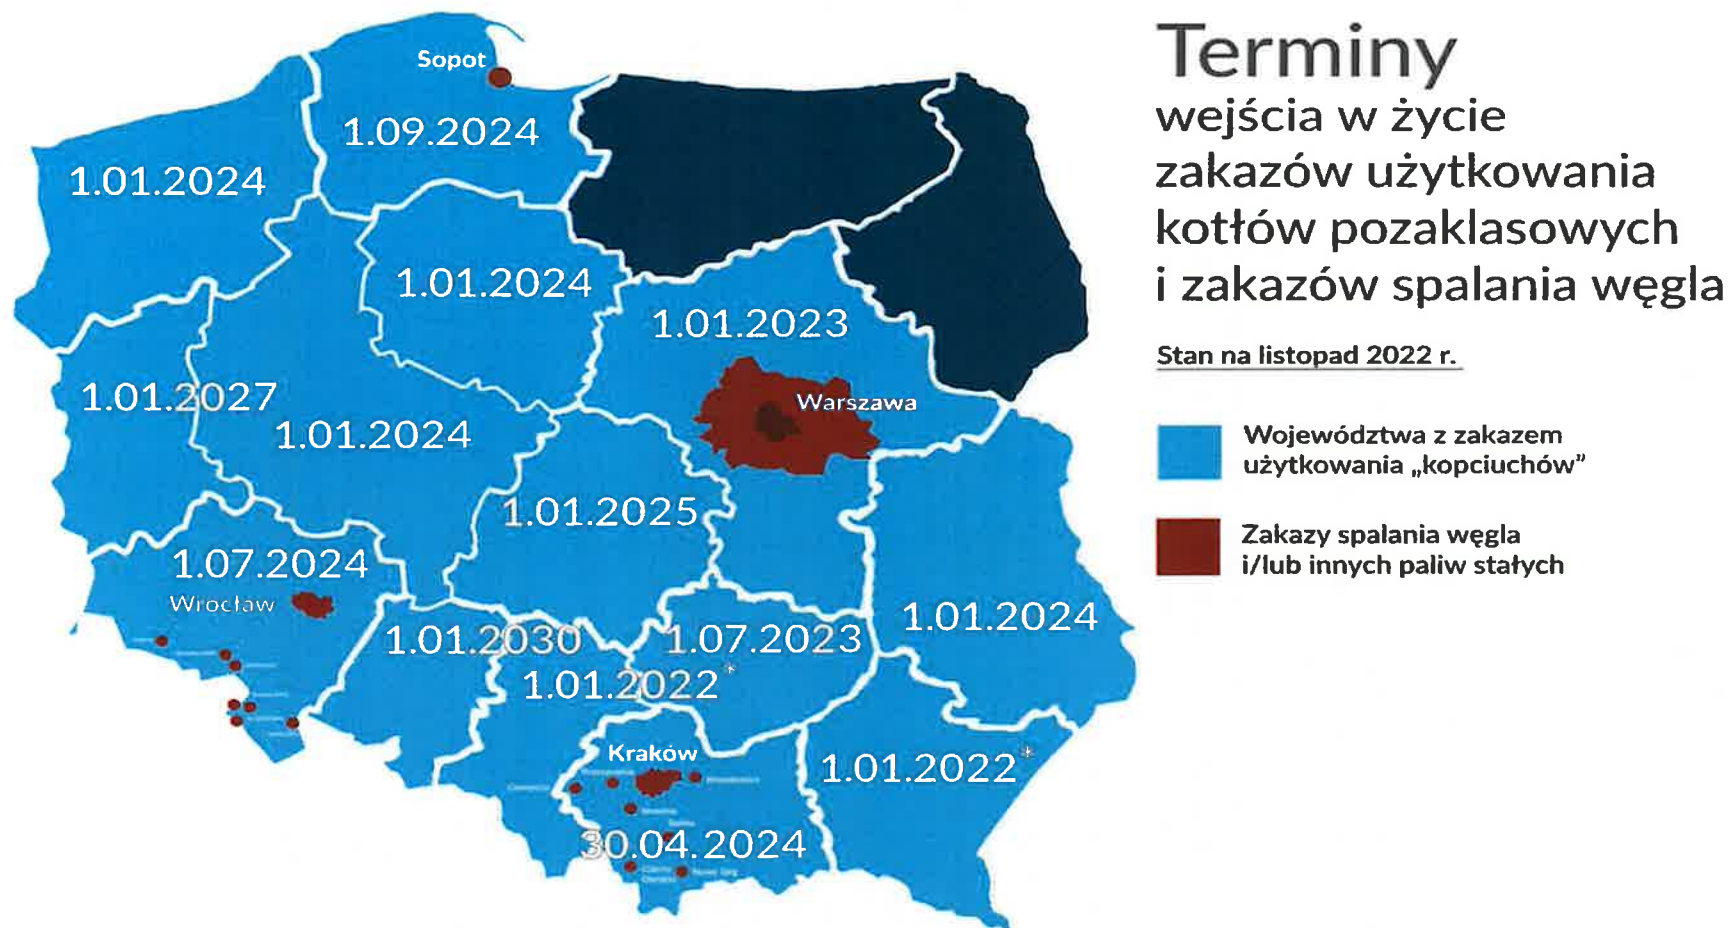 Terminy
wejścia w życie
zakazów użytkowania
kotłów pozaklasowych
i zakazów spalania węgla
Stan na listopad 2022 r.
Województwa z zakazem
użytkowania „kopciuchów”
Zakazy spalania węgla
i/lub innych paliw stałych
Sopot
1.09.2024
1.01.2024
1.01.2024
1.01.2023
1.01.2027
Warszawa
1.01.2024
1.01.2025
1.07.2024
Wrocław
1.01.2024
1.01.2030
1.07.2023
1.01.2022*
Kraków
1.01.2022*
30.04.2024
Nowy Targ